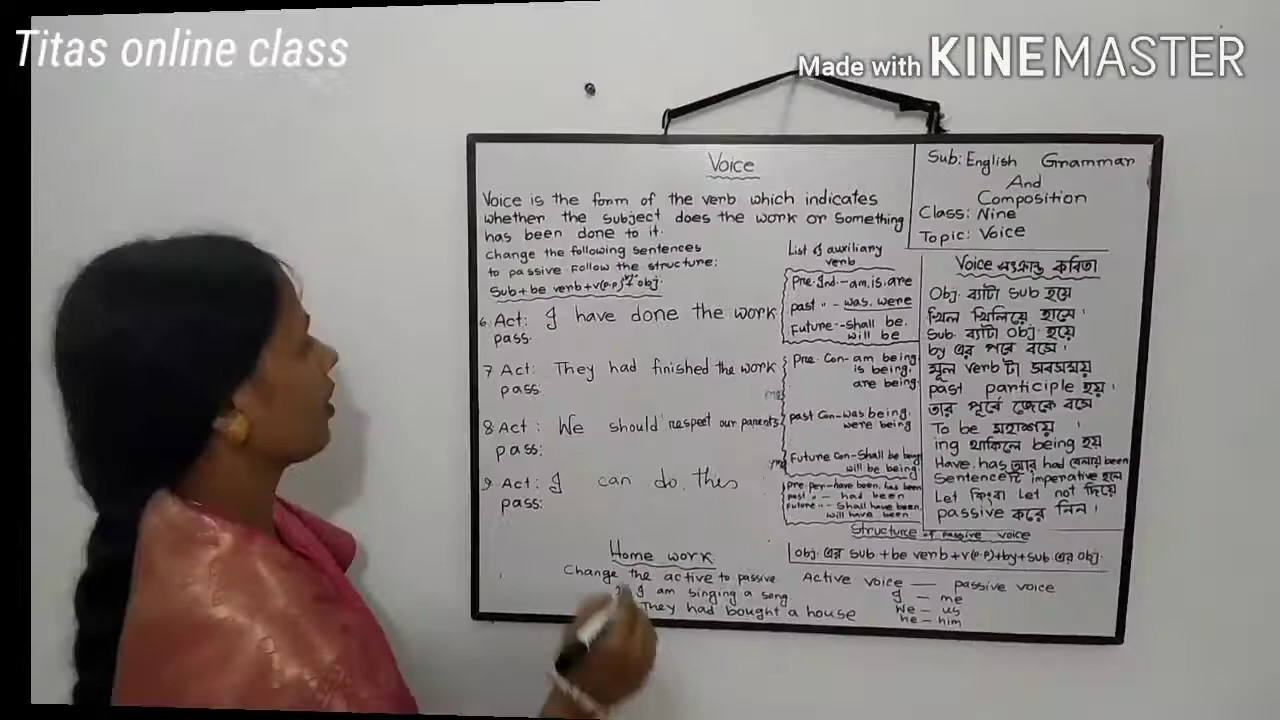 Titas online class
Made with KINEMASTER
Voice
Voice is the form of the verb which indicates
whether the subject does the work or something
has been done to it.
Change the following sentences
to passive Follow the structure:
Sub+be verb+v(p.p)+ obj.
6. Act: I have done the work
pass.
7 Act: They had finished the work
pass:
8 Act: We should respect our parents
pass:
9. Act: I can do. this
pass:
List of auxiliary
verb
Pre. Ind.-am.is.are
past " - was. were
Future.-shall be.
will be
Pre. Con- am being
is being,
are being
past con-was being,
were being
Future con-Shall be being
will be being
pre. per-have been, has been
past " - had been
Future " - Shall have been,
will have been
Sub: English Grammar
And
Composition
Class: Nine
Topic: Voice
Voice সংক্রান্ত কবিতা
Obj. ব্যাটা Sub হয়ে
খিল খিলিয়ে হাসে।
Sub. ব্যাটা Obj. হয়ে
by এর পরে বসে।
মূল verb টা সবসময়
past participle হয়।
তার পূর্বে জেকে বসে
To be মহাশয় ।
ing থাকিলে being হয়
Have. has আর had বেলায় been
Sentence টি imperative হলে
Let কিংবা Let not দিয়ে
passive করে নিন।
Structure of passive voice
obj. এর sub + be verb+v(p.p)+by+sub এর obj.
Active voice — passive voice
I — me
We — us
he — him
Home work.
Change the active to passive
I am singing a song.
They had bought a house